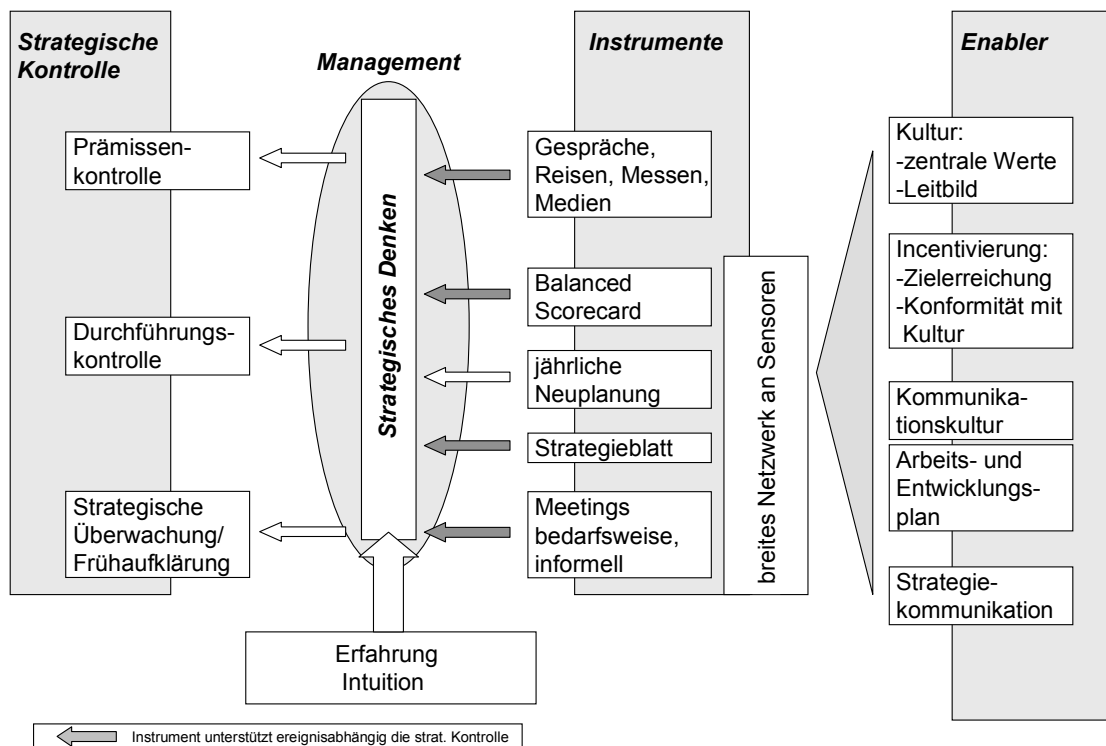 Strategische
Kontrolle
Prämissen-
kontrolle
Durchführungs-
kontrolle
Strategische
Überwachung/
Frühaufklärung
Management
Strategisches Denken
Erfahrung
Intuition
Instrumente
Gespräche,
Reisen, Messen,
Medien
Balanced
Scorecard
jährliche
Neuplanung
Strategieblatt
Meetings
bedarfsweise,
informell
breites Netzwerk an Sensoren
Enabler
Kultur:
-zentrale Werte
-Leitbild
Incentivierung:
-Zielerreichung
-Konformität mit
Kultur
Kommunika-
tionskultur
Arbeits- und
Entwicklungs-
plan
Strategie-
kommunikation
Instrument unterstützt ereignisabhängig die strat. Kontrolle